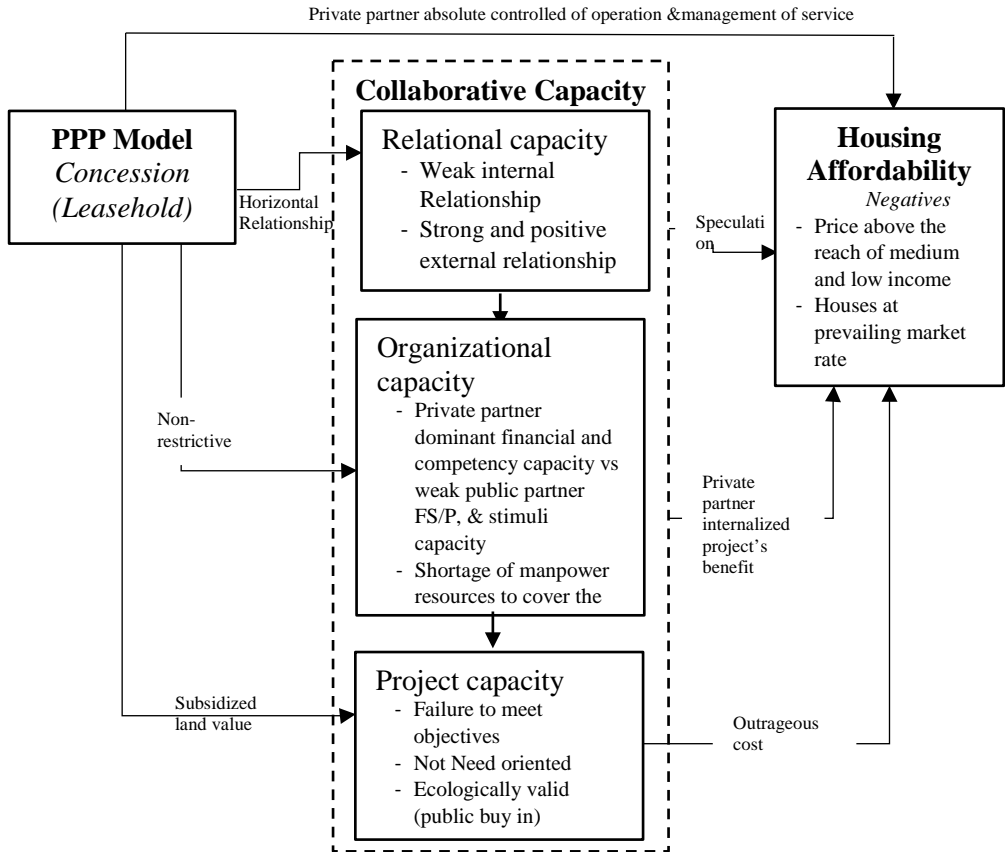 Private partner absolute controlled of operation &management of service
PPP Model
Concession
(Leasehold)
Horizontal
Relationship
Non-
restrictive
Subsidized
land value
Collaborative Capacity
Relational capacity
- Weak internal
Relationship
- Strong and positive
external relationship
Organizational
capacity
- Private partner
dominant financial and
competency capacity vs
weak public partner
FS/P, & stimuli
capacity
- Shortage of manpower
resources to cover the
Project capacity
- Failure to meet
objectives
- Not Need oriented
- Ecologically valid
(public buy in)
Speculati
on
Private
partner
internalized
project’s
benefit
Outrageous
cost
Housing
Affordability
Negatives
- Price above the
reach of medium
and low income
- Houses at
prevailing market
rate